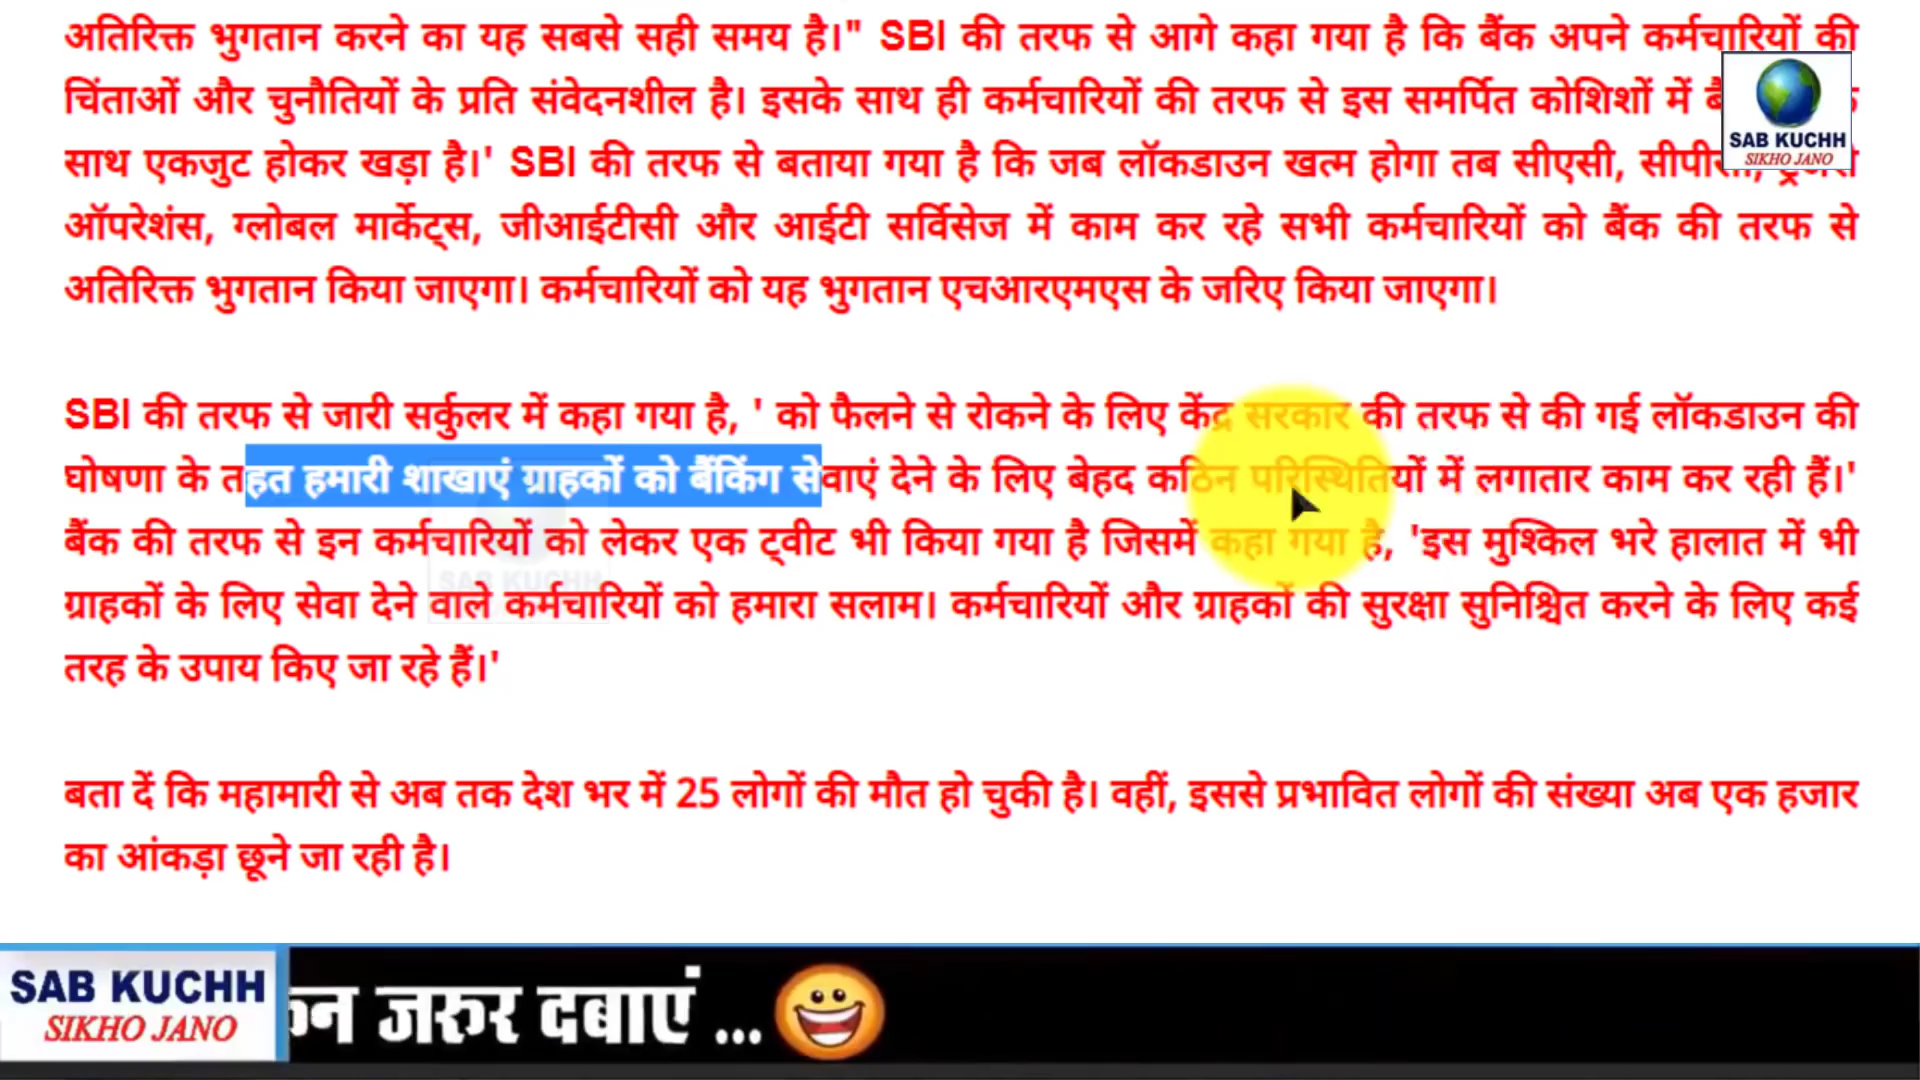 अतिरिक्त भुगतान करने का यह सबसे सही समय है।" SBI की तरफ से आगे कहा गया है कि बैंक अपने कर्मचारियों की
चिंताओं और चुनौतियों के प्रति संवेदनशील है। इसके साथ ही कर्मचारियों की तरफ से इस समर्पित कोशिशों में
साथ एकजुट होकर खड़ा है।' SBI की तरफ से बताया गया है कि जब लॉकडाउन खत्म होगा तब सीएसी,
ऑपरेशंस, ग्लोबल मार्केट्स, जीआईटीसी और आईटी सर्विसेज में काम कर रहे सभी कर्मचारियों को बैंक की तरफ से
अतिरिक्त भुगतान किया जाएगा। कर्मचारियों को यह भुगतान एचआरएमएस के जरिए किया जाएगा।
SAB KUCHH
SIKHO JANO
SBI की तरफ से जारी सर्कुलर में कहा गया है, ' को फैलने से रोकने के लिए केंद्र सरकार की तरफ से की गई लॉकडाउन की
घोषणा के तहत हमारी शाखाएं ग्राहकों को बैंकिंग सेवाएं देने के लिए बेहद कठिन परिस्थितियों में लगातार काम कर रही हैं।'
बैंक की तरफ से इन कर्मचारियों को लेकर एक ट्वीट भी किया गया है जिसमें कहा गया है, 'इस मुश्किल भरे हालात में भी
ग्राहकों के लिए सेवा देने वाले कर्मचारियों को हमारा सलाम। कर्मचारियों और ग्राहकों की सुरक्षा सुनिश्चित करने के लिए कई
तरह के उपाय किए जा रहे हैं।'
SAB KUCHH
बता दें कि महामारी से अब तक देश भर में 25 लोगों की मौत हो चुकी है। वहीं, इससे प्रभावित लोगों की संख्या अब एक हजार
का आंकड़ा छूने जा रही है।
SAB KUCHH
SIKHO JANO
जरुर दबाएं ...